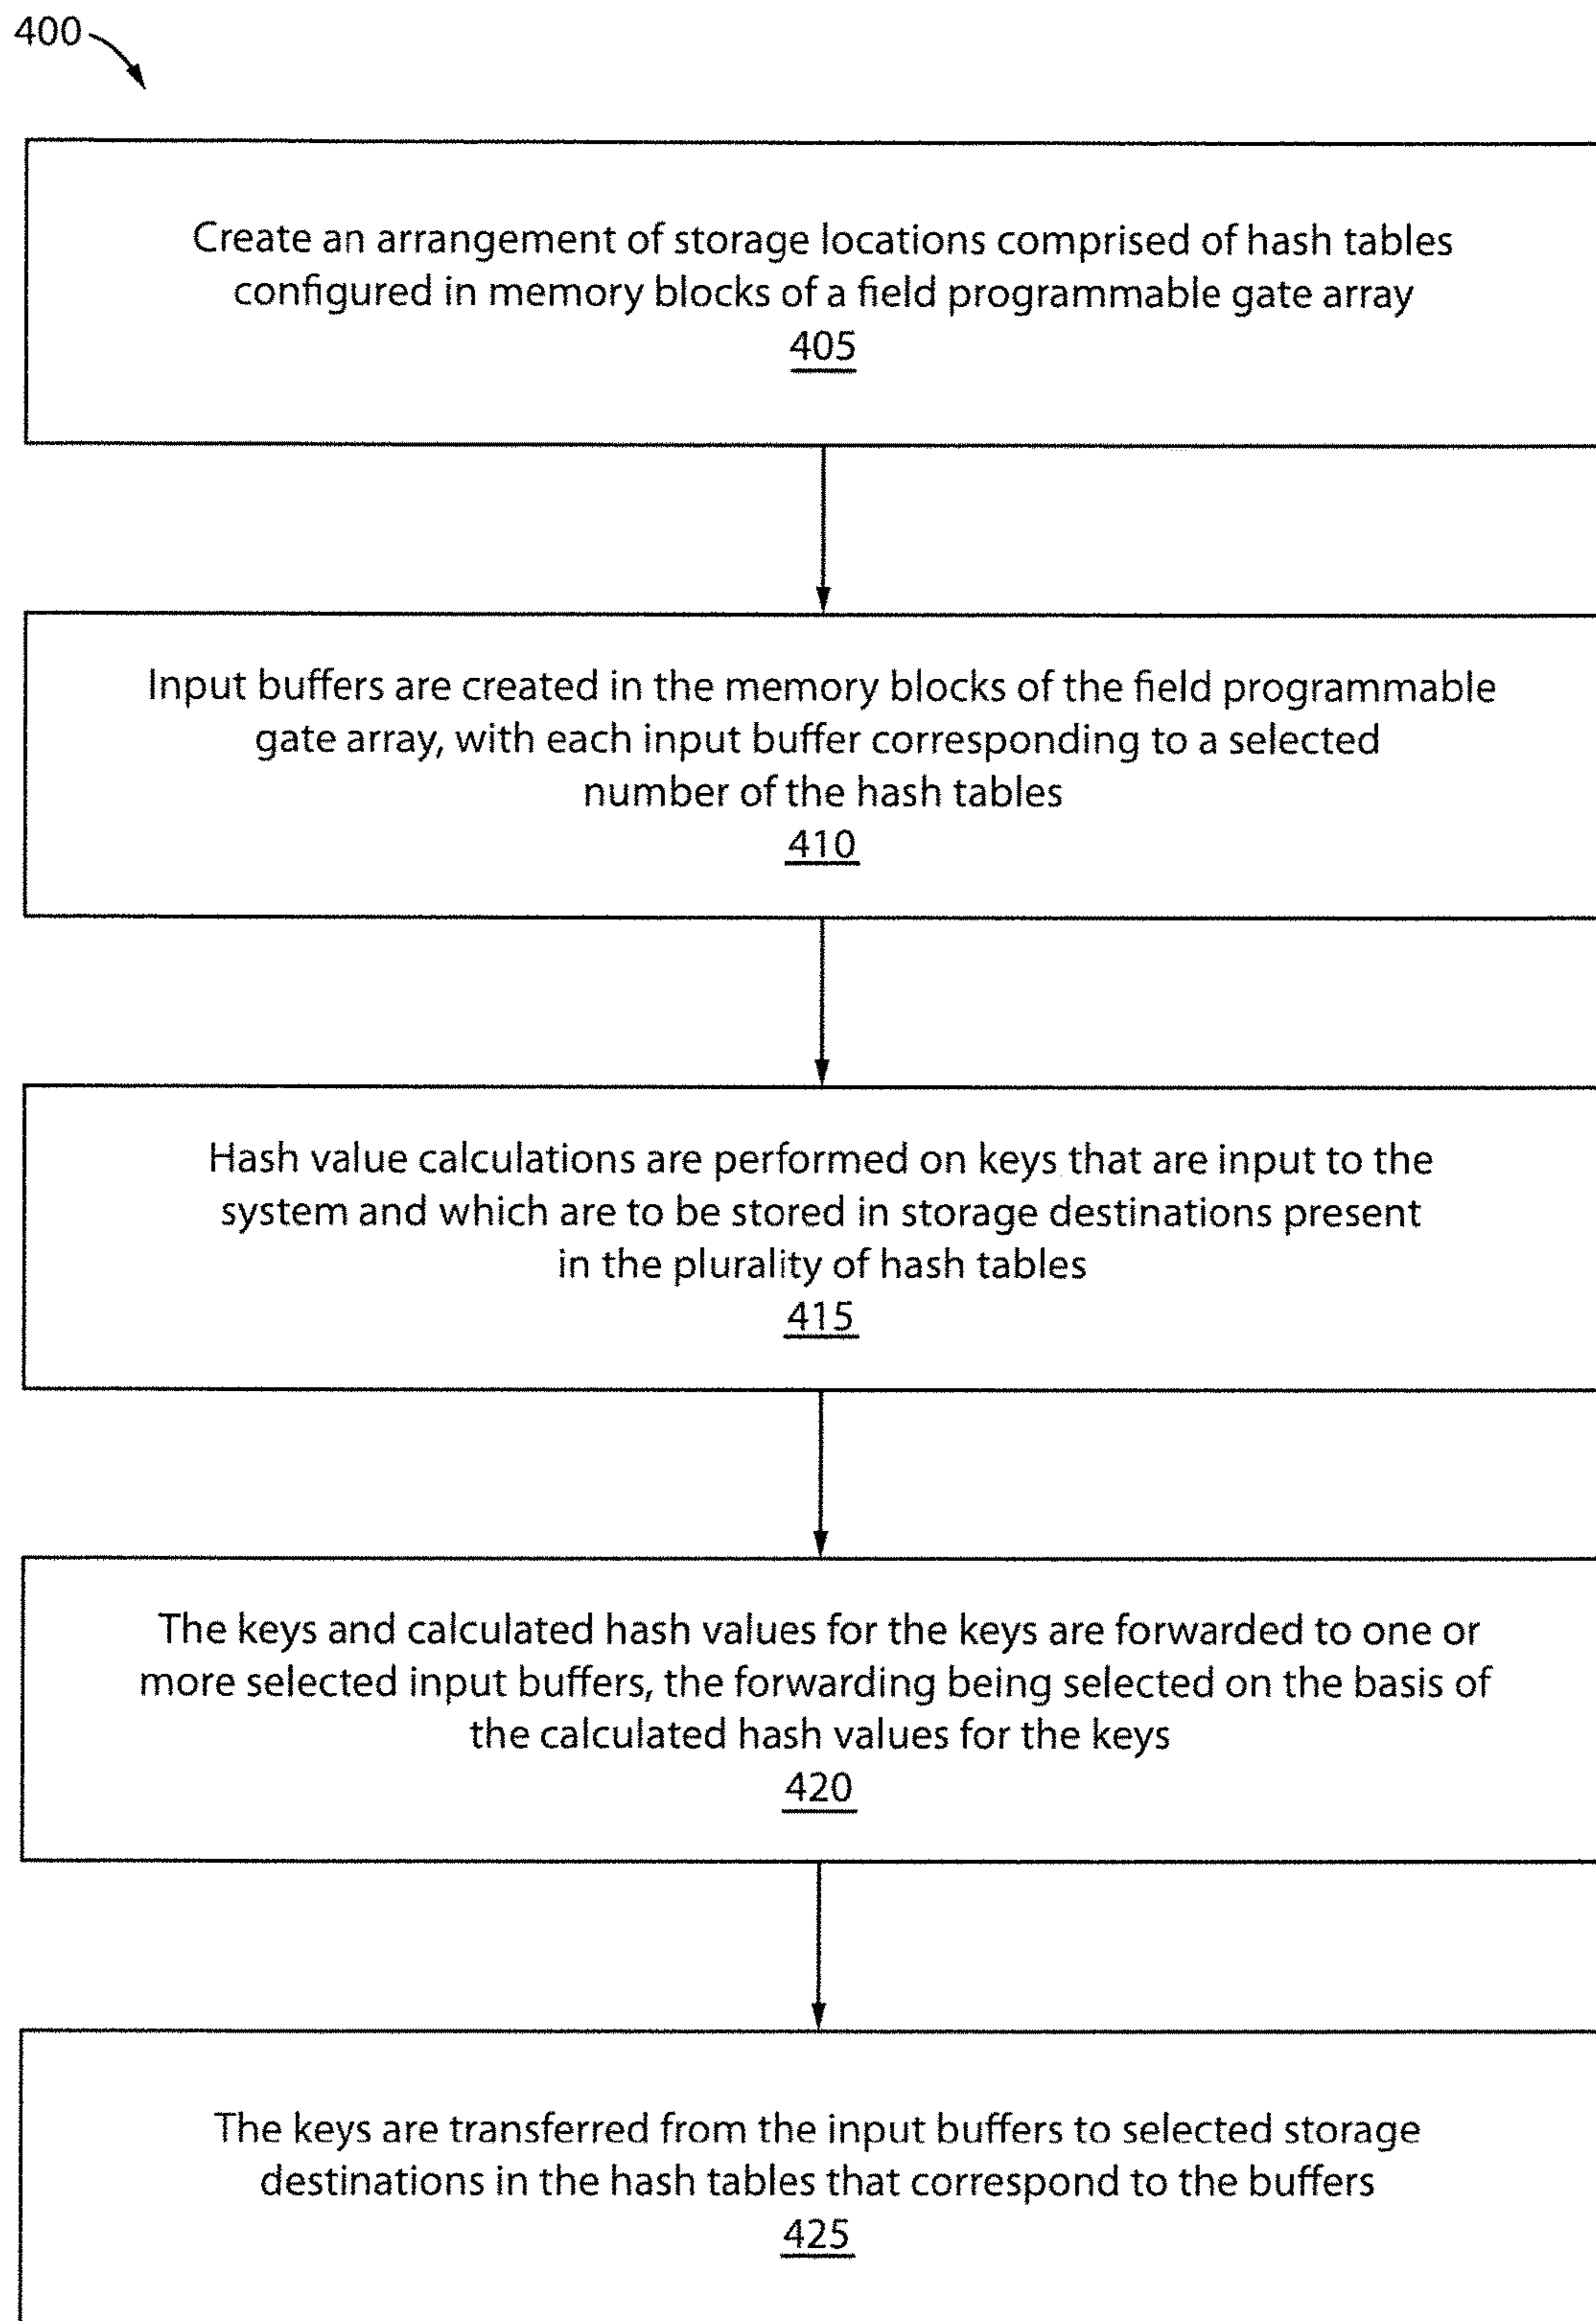 400
Create an arrangement of storage locations comprised of hash tables
configured in memory blocks of a field programmable gate array
405
Input buffers are created in the memory blocks of the field programmable
gate array, with each input buffer corresponding to a selected
number of the hash tables
410
Hash value calculations are performed on keys that are input to the
system and which are to be stored in storage destinations present
in the plurality of hash tables
415
The keys and calculated hash values for the keys are forwarded to one or
more selected input buffers, the forwarding being selected on the basis of
the calculated hash values for the keys
420
The keys are transferred from the input buffers to selected storage
destinations in the hash tables that correspond to the buffers
425